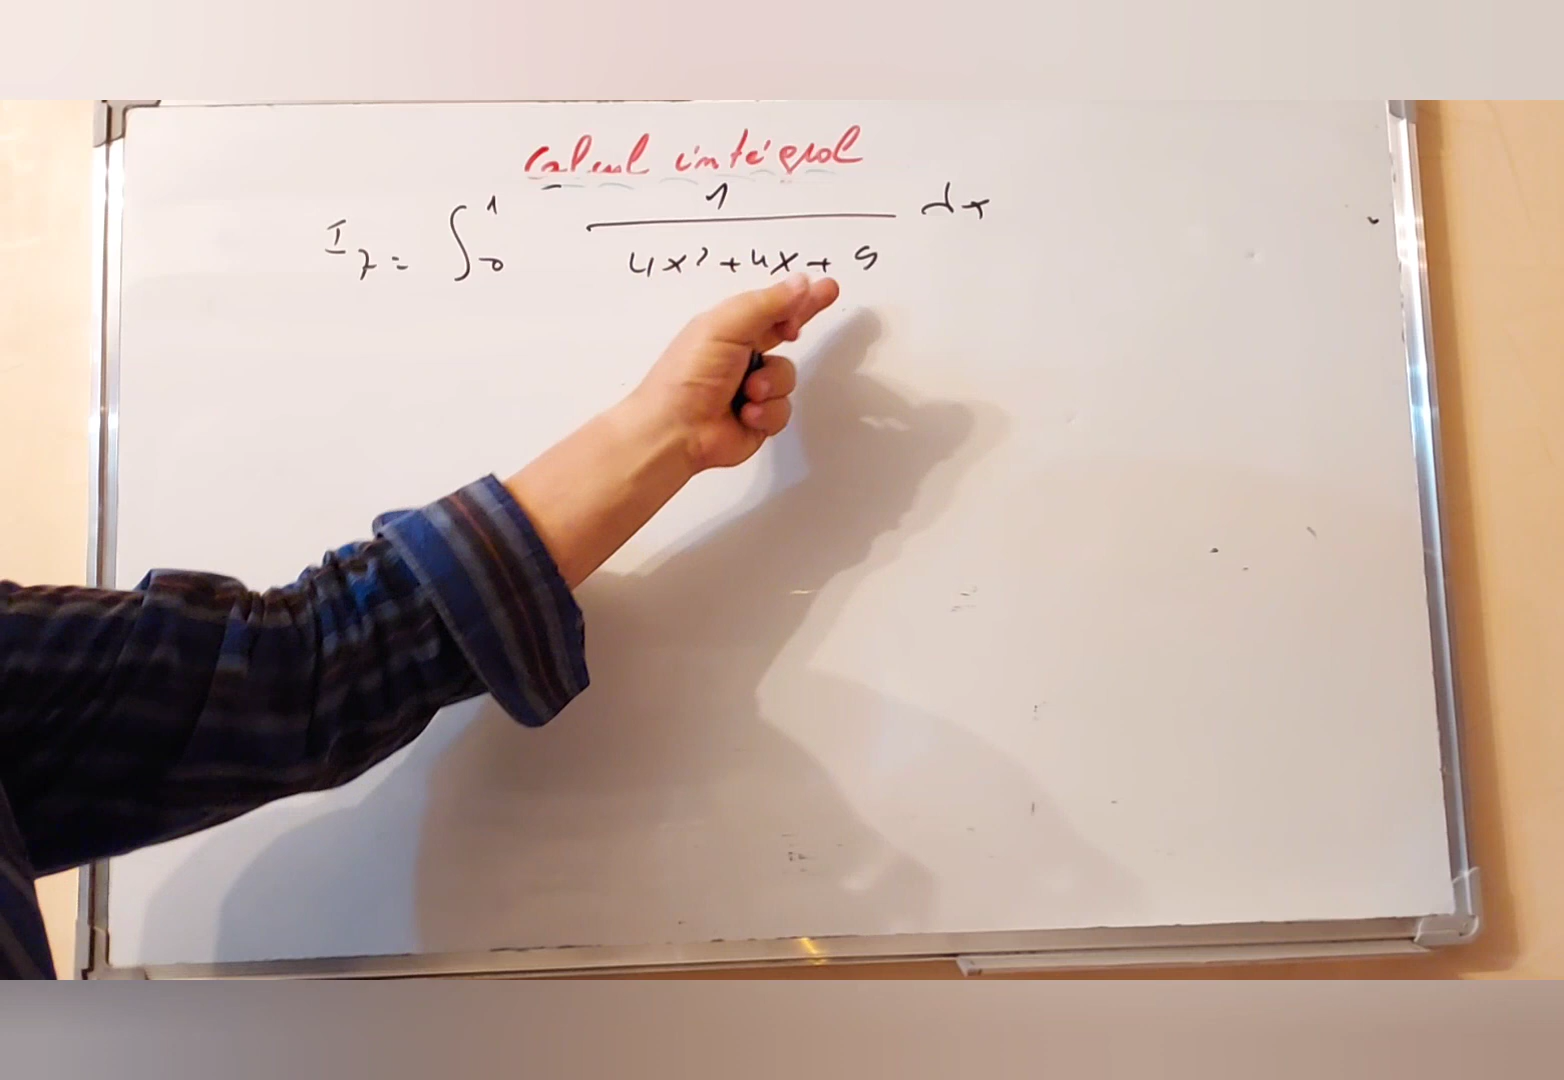 Calcul intégral
I₇ = ∫₀¹ 1/(4x²+4x+5) dx